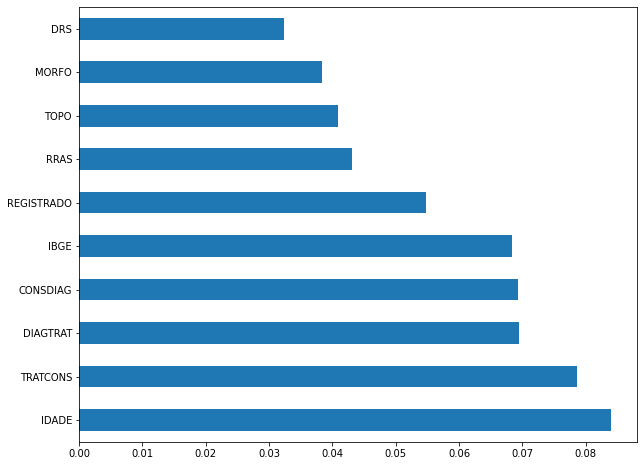 DRS
MORFO
TOPO
RRAS
REGISTRADO
IBGE
CONSDIAG
DIAGTRAT
TRATCONS
IDADE
0.00 0.01 0.02 0.03 0.04 0.05 0.06 0.07 0.08